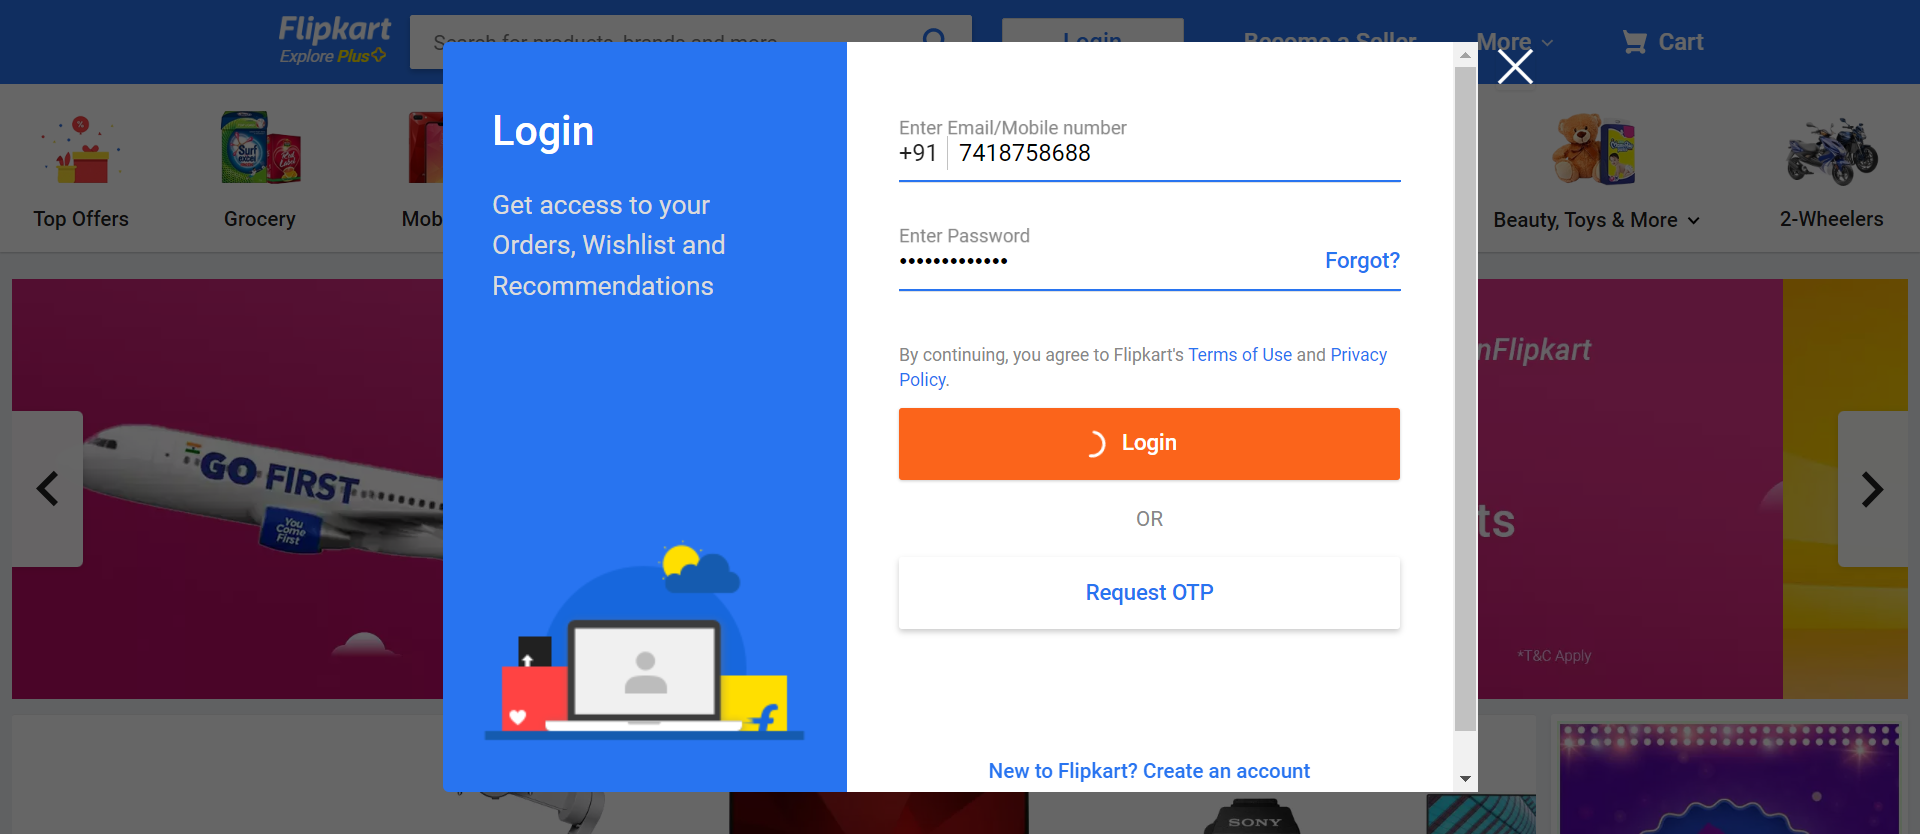 Flipkart
Explore Plus
Search for products, brands and more
Login
Become a Seller
More
Cart
Top Offers
Grocery
Mob
Beauty, Toys & More
2-Wheelers
Login
Get access to your
Orders, Wishlist and
Recommendations
Enter Email/Mobile number
+91 7418758688
Enter Password
•••••••••••••
Forgot?
By continuing, you agree to Flipkart's Terms of Use and Privacy
Policy.
Login
OR
Request OTP
New to Flipkart? Create an account
GO FIRST
You
Come
First
nFlipkart
ts
*T&C Apply
SONY